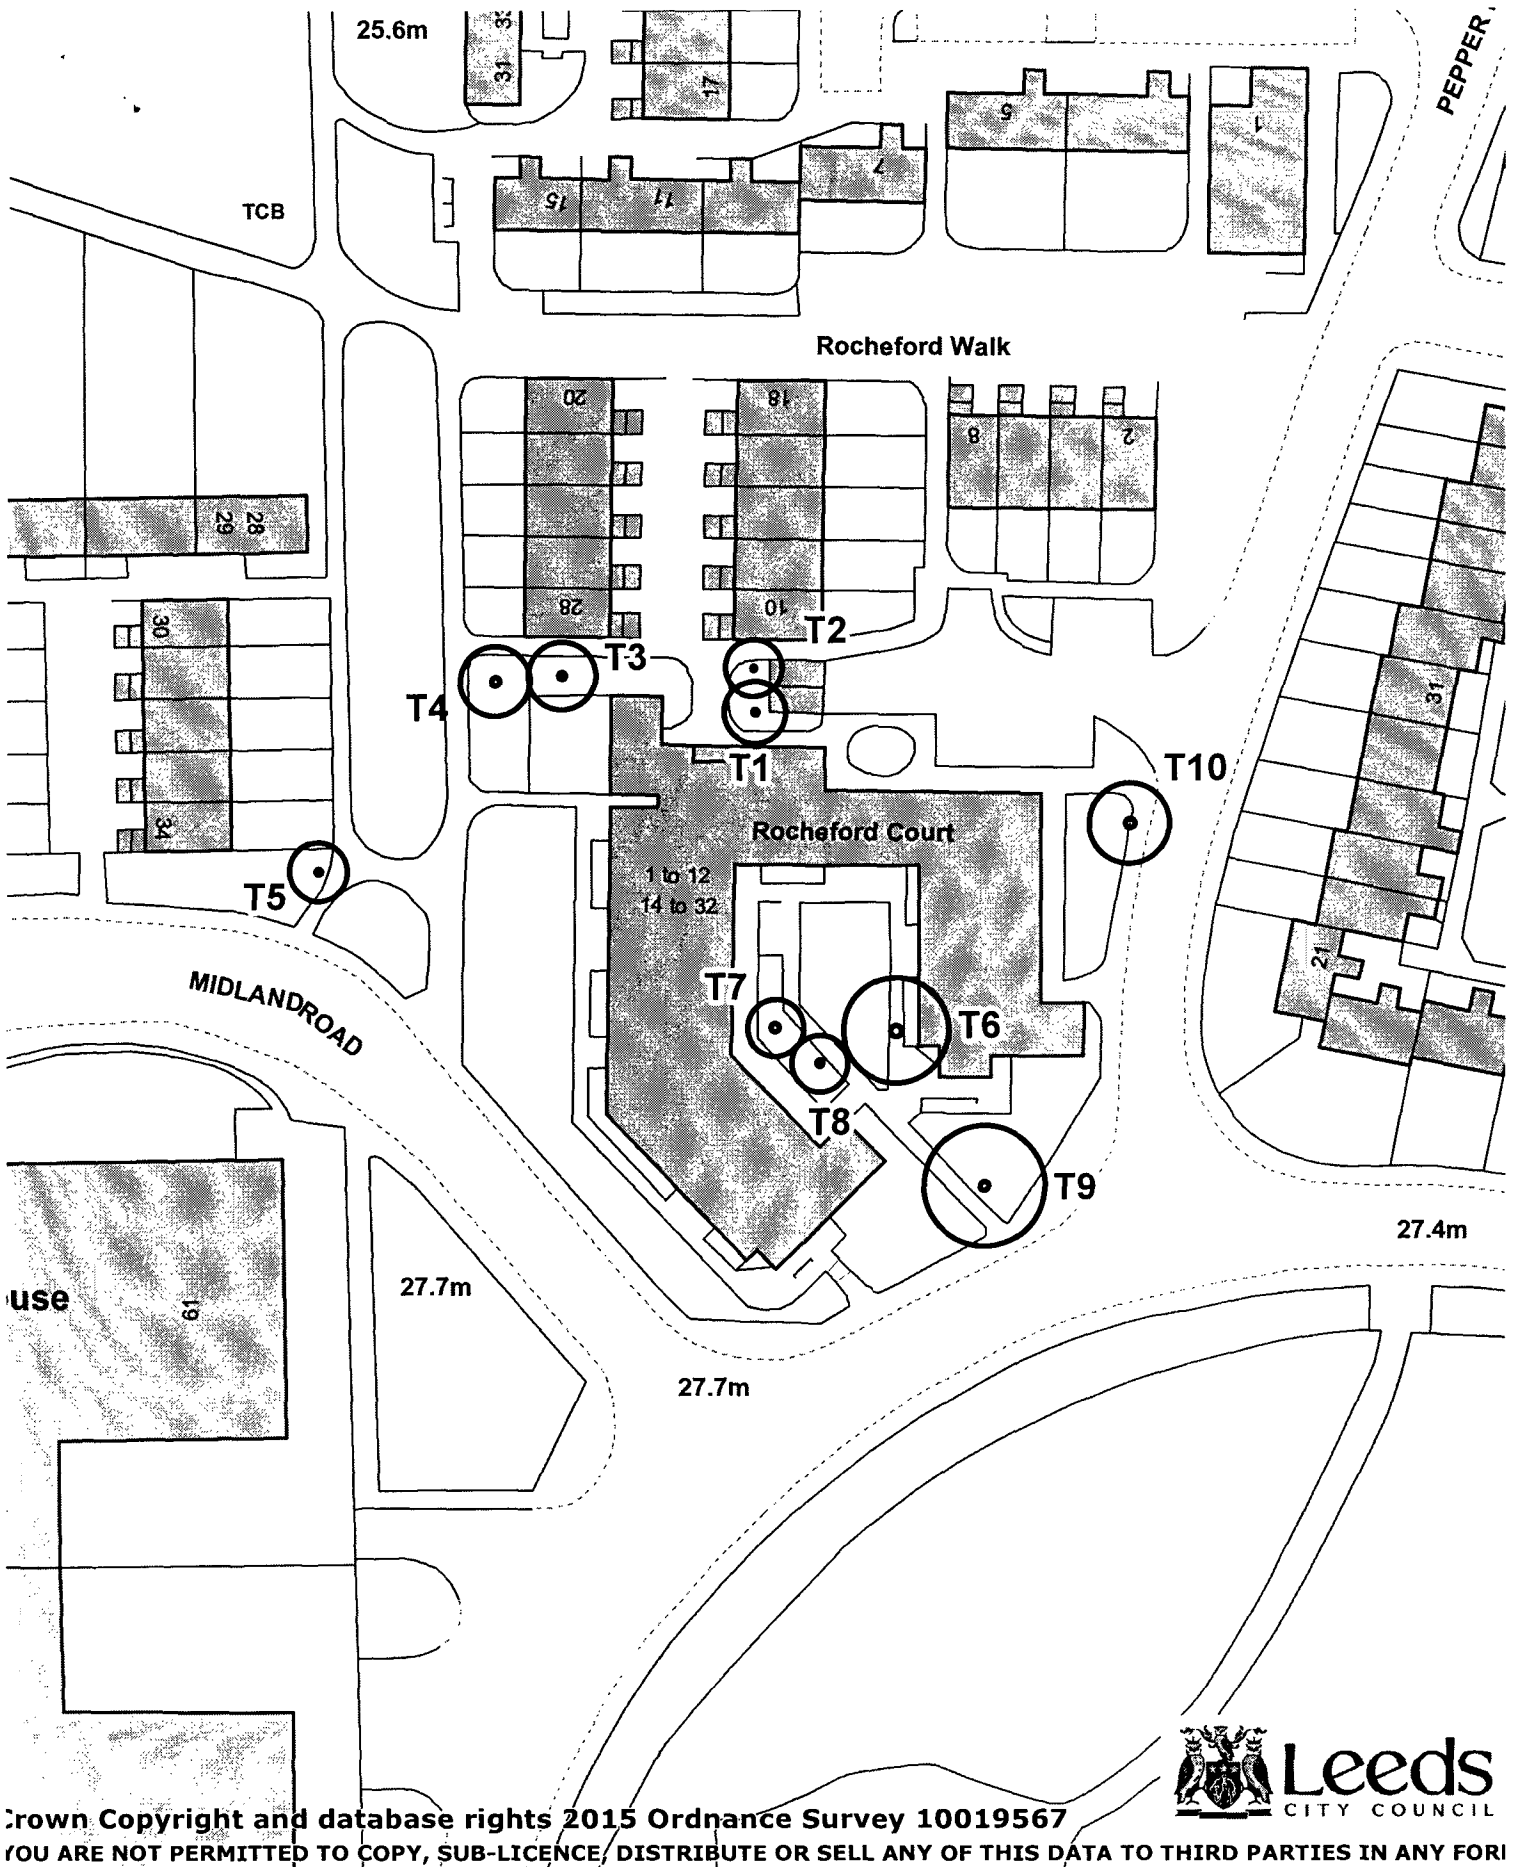 25.6m
31
17
5
1
PEPPER
TCB
15
11
7
Rocheford Walk
20
18
8
2
29
28
30
28
10
T2
T3
T4
31
T1
T10
Rocheford Court
34
1 to 12
14 to 32
T5
21
MIDLAND ROAD
T7
T6
T8
T9
27.4m
27.7m
use
61
27.7m
Leeds
CITY COUNCIL
Crown Copyright and database rights 2015 Ordnance Survey 10019567
YOU ARE NOT PERMITTED TO COPY, SUB-LICENCE, DISTRIBUTE OR SELL ANY OF THIS DATA TO THIRD PARTIES IN ANY FOR